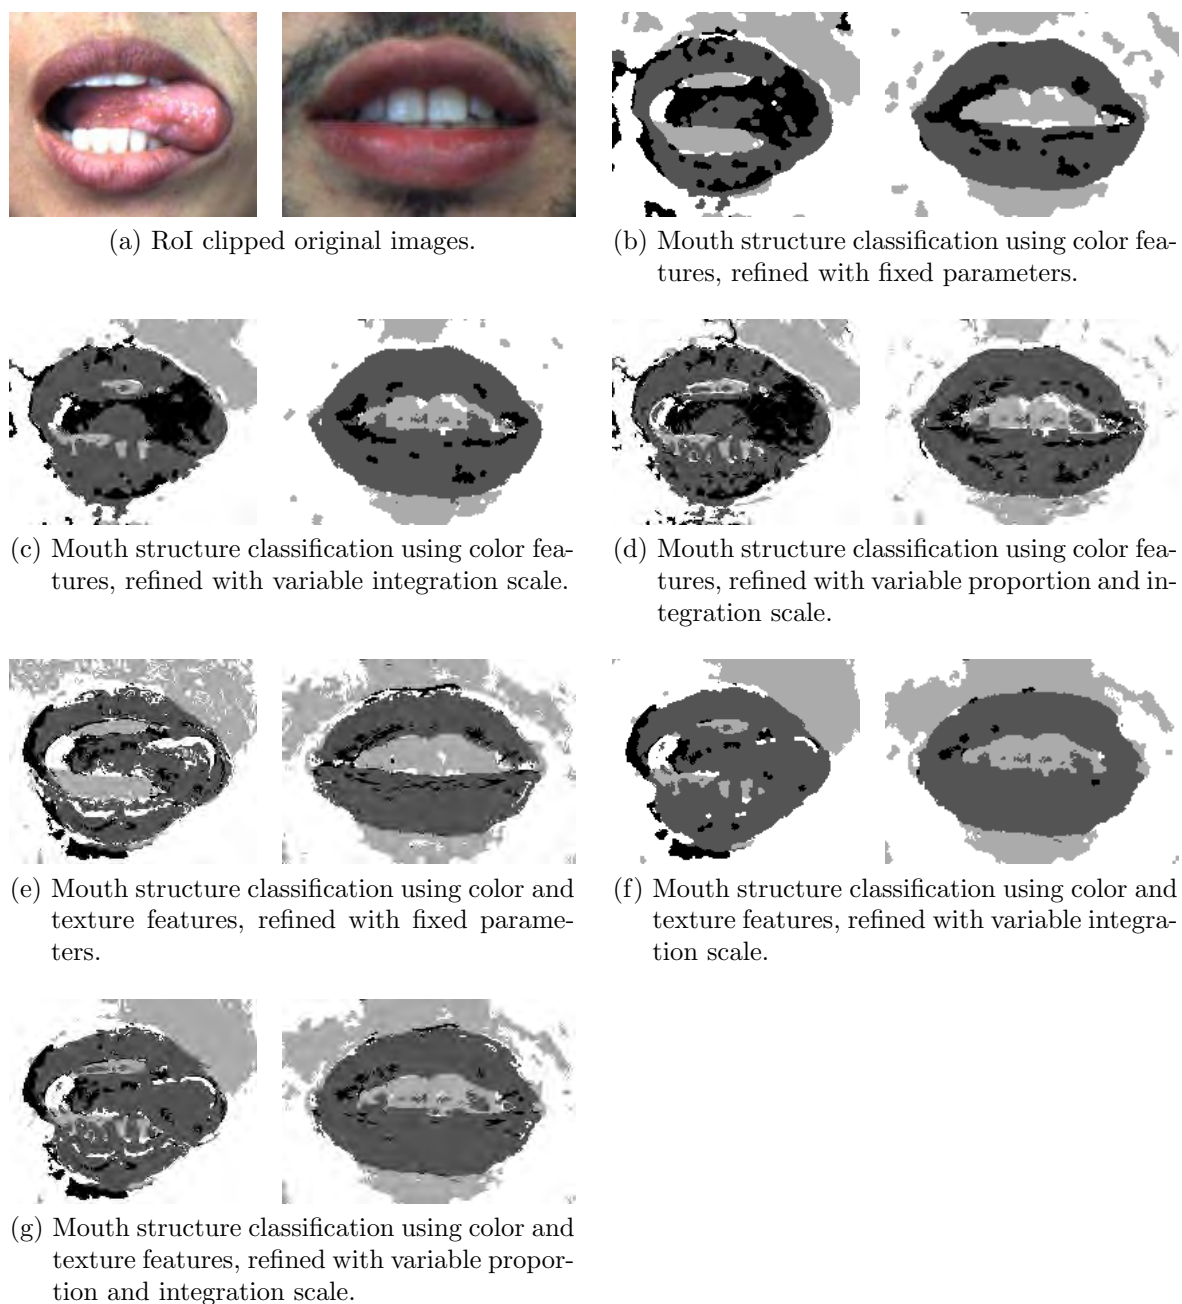 (a) RoI clipped original images.
(b) Mouth structure classification using color fea-
tures, refined with fixed parameters.
(c) Mouth structure classification using color fea-
tures, refined with variable integration scale.
(d) Mouth structure classification using color fea-
tures, refined with variable proportion and in-
tegration scale.
(e) Mouth structure classification using color and
texture features, refined with fixed parame-
ters.
(f) Mouth structure classification using color and
texture features, refined with variable integra-
tion scale.
(g) Mouth structure classification using color and
texture features, refined with variable propor-
tion and integration scale.